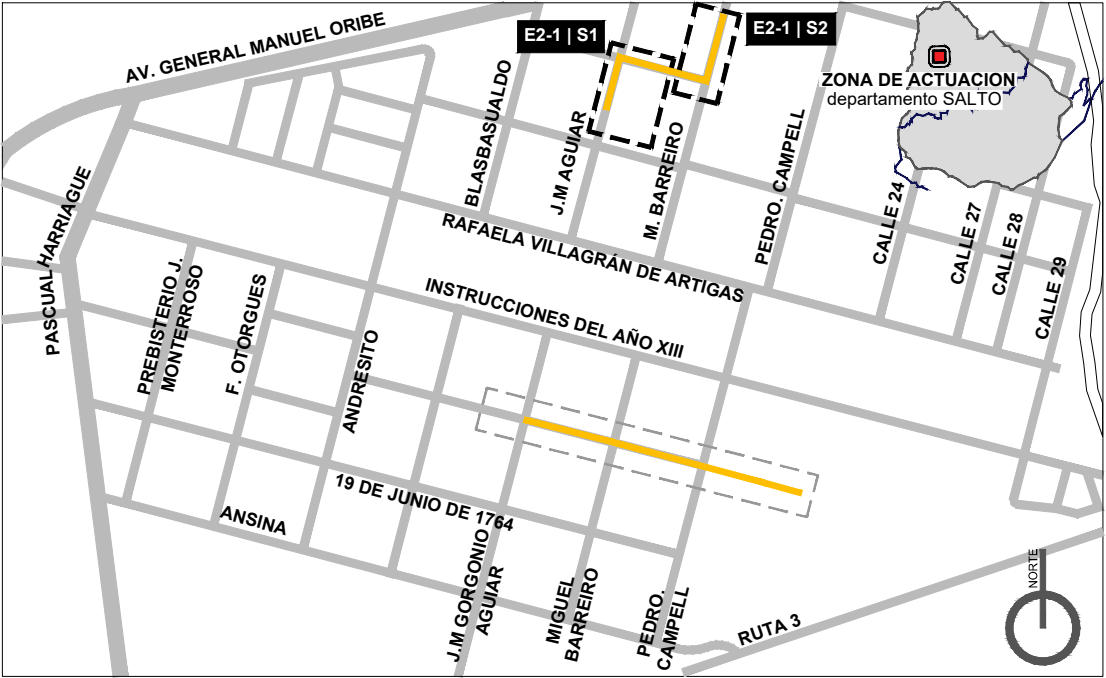 AV. GENERAL MANUEL ORIBE
E2-1 | S1
E2-1 | S2
ZONA DE ACTUACION
departamento SALTO
BLASBASUALDO
J.M AGUIAR
M. BARREIRO
PEDRO. CAMPELL
CALLE 24
CALLE 27
CALLE 28
CALLE 29
PASCUAL HARRIAGUE
RAFAELA VILLAGRÁN DE ARTIGAS
INSTRUCCIONES DEL AÑO XIII
PREBISTERIO J.
MONTERROSO
F. OTORGUES
ANDRESITO
19 DE JUNIO DE 1764
ANSINA
J.M GORGONIO
AGUIAR
MIGUEL
BARREIRO
PEDRO.
CAMPELL
RUTA 3
NORTE